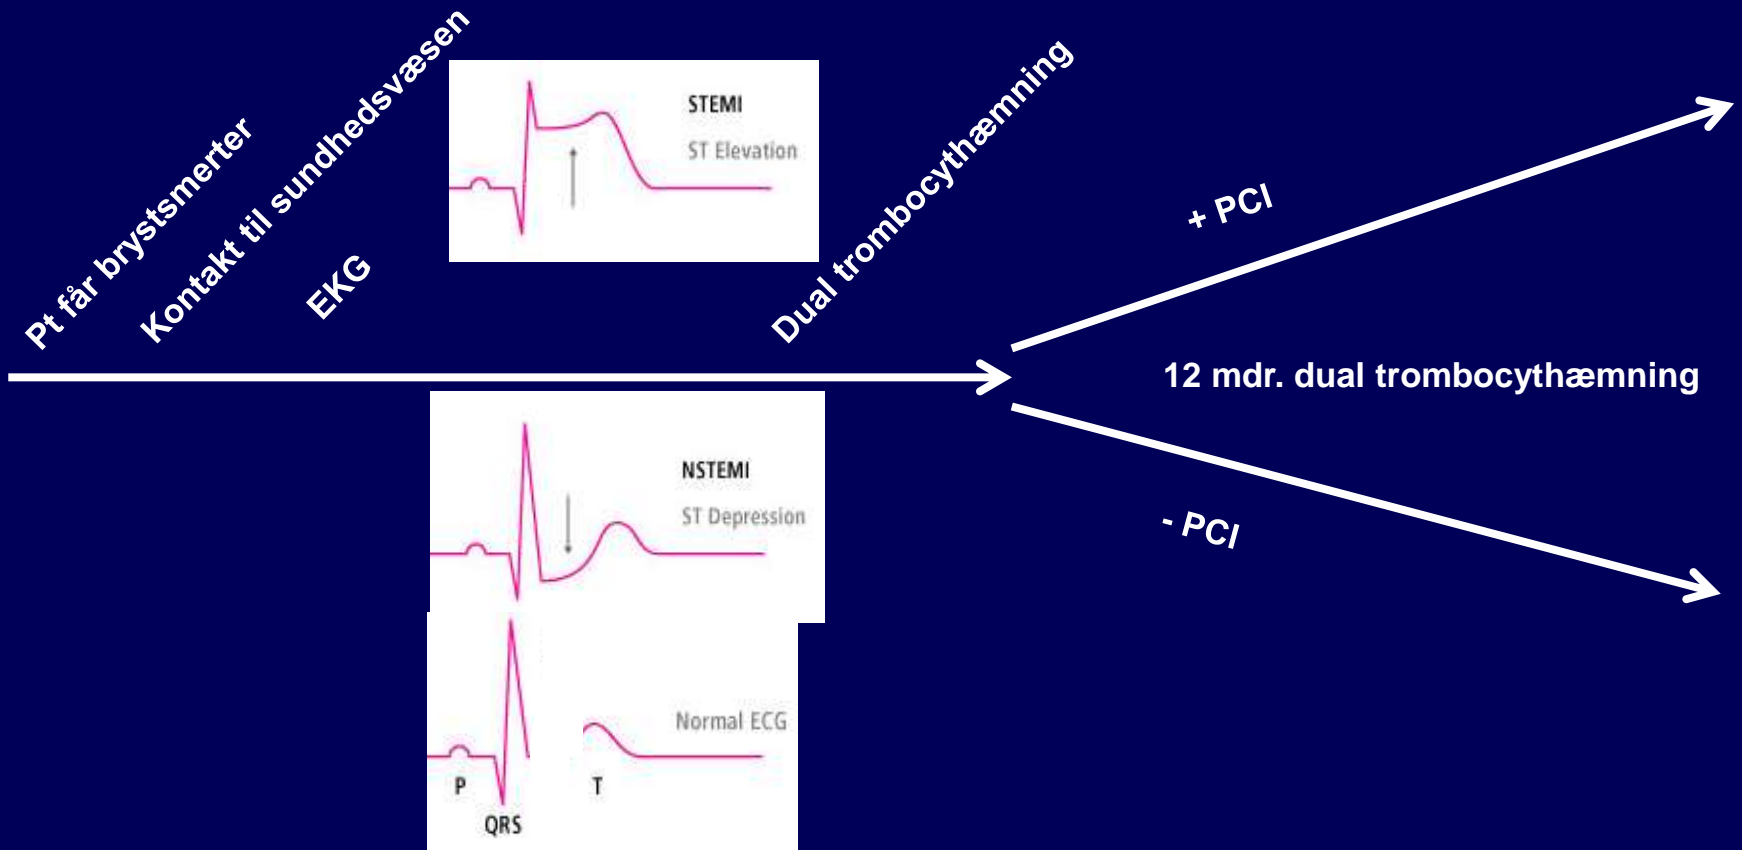 Pt får brystsmerter
Kontakt til sundhedsvæsen
EKG
STEMI
ST Elevation
Dual trombocythæmning
+ PCI
12 mdr. dual trombocythæmning
- PCI
NSTEMI
ST Depression
Normal ECG
P
QRS
T